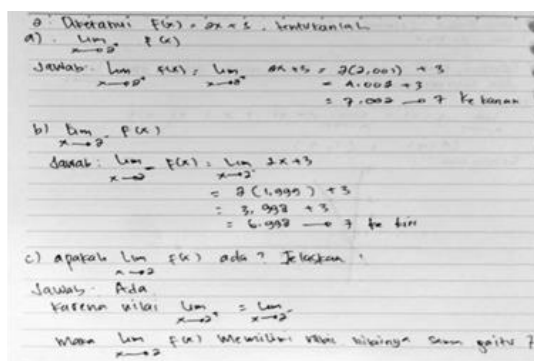 2. Diketahui f(x) = 2x + 3, tentukanlah
a). lim x→2⁺ f(x)
Jawab: lim x→2⁺ f(x) = lim x→2⁺ 2x+3 = 2(2,001) + 3
= 4.002 + 3
= 7.002 → 7 ke kanan
b) lim x→2⁻ f(x)
Jawab: lim x→2⁻ f(x) = lim x→2⁻ 2x+3
= 2(1,999) + 3
= 3,998 + 3
= 6.998 → 7 ke kiri
c) apakah lim x→2 f(x) ada? Jelaskan!
Jawab: Ada.
Karena nilai lim x→2⁺ = lim x→2⁻
Maka lim x→2 f(x) memiliki sama yaitu 7